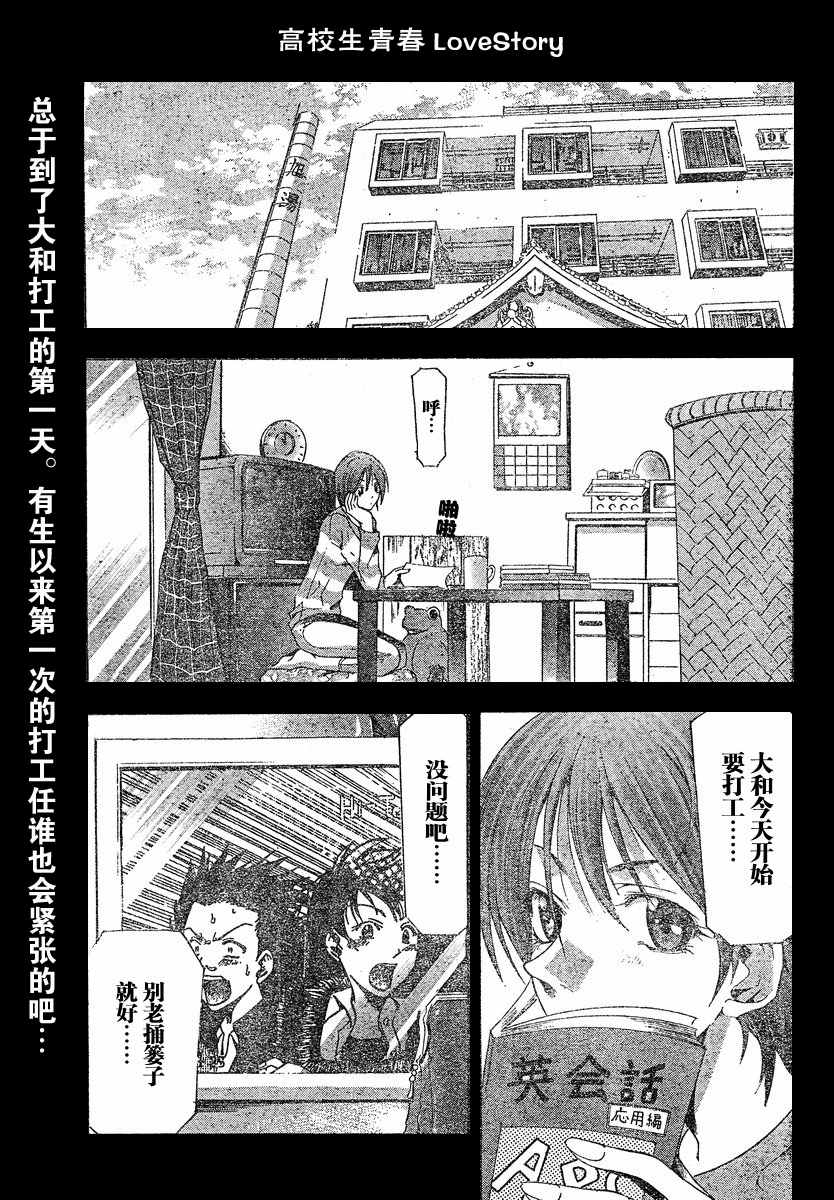 高校生青春 LoveStory
总于到了大和打工的第一天。有生以来第一次的打工任谁也会紧张的吧…
旭湯
呼…
啪啦
大和今天开始
要打工……
英会話
応用編
ABC
没问题吧……
别老捅篓子
就好……